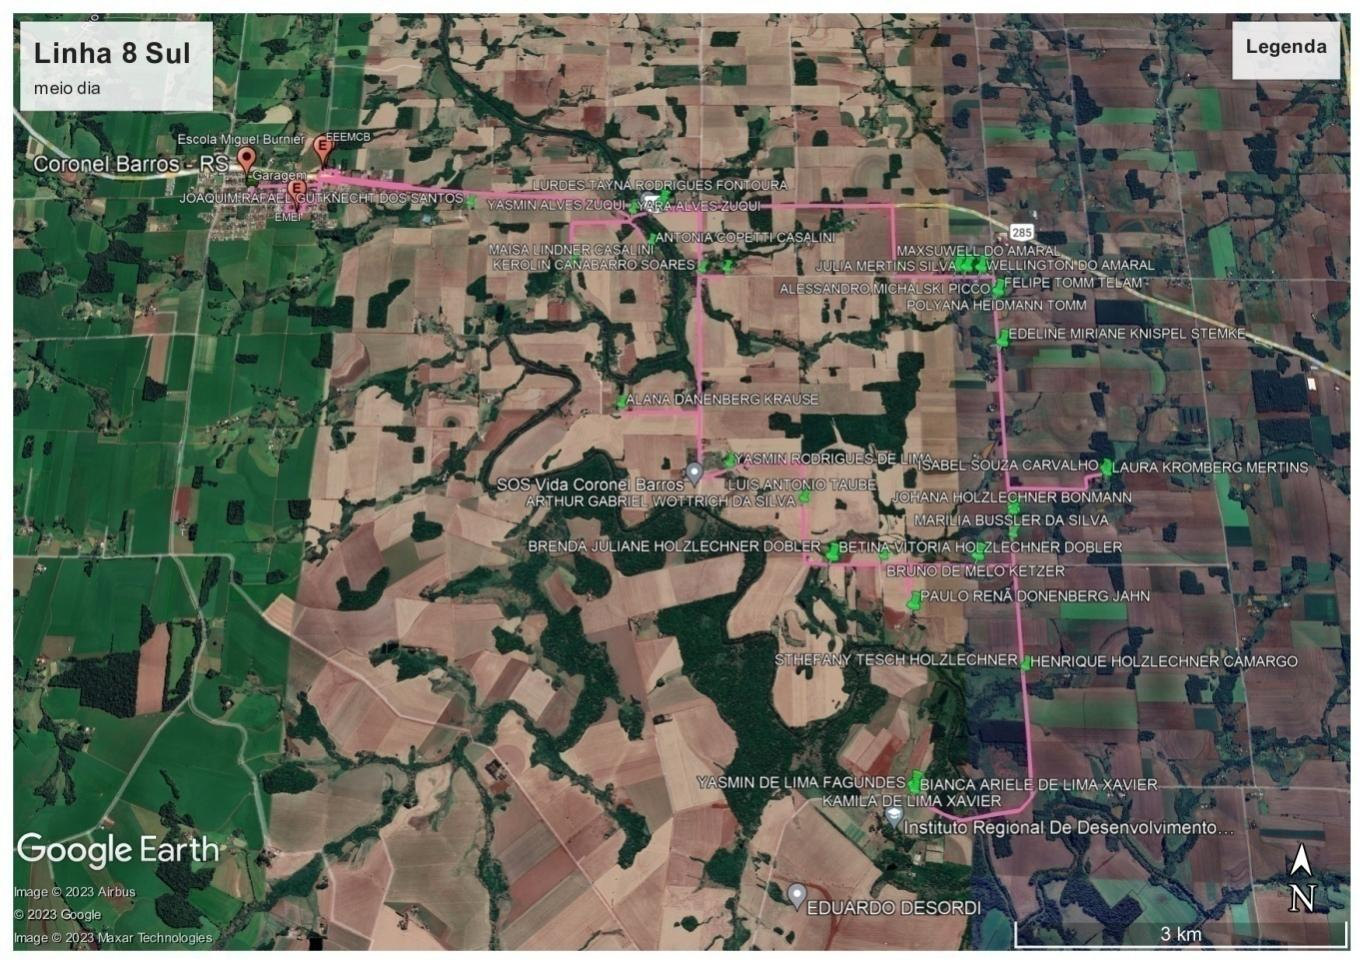 Linha 8 Sul
meio dia
Legenda
Escola Miguel Burnier
EEEMCB
Coronel Barros - RS
Garagem
JOAQUIM RAFAEL GUTKNECHT DOS SANTOS
EMEI
LURDES TAYNA RODRIGUES FONTOURA
YASMIN ALVES ZUQUI
YARA ALVES ZUQUI
285
ANTONIA COPETTI CASALINI
MAISA LINDNER CASALINI
KEROLIN CANABARRO SOARES
MAXSUWELL DO AMARAL
JULIA MERTINS SILVA
WELLINGTON DO AMARAL
ALESSANDRO MICHALSKI PICCO
FELIPE TOMM TELAM
POLYANA HEIDMANN TOMM
EDELINE MIRIANE KNISPEL STEMKE
ALANA DANENBERG KRAUSE
YASMIN RODRIGUES DE LIMA
ISABEL SOUZA CARVALHO
LAURA KROMBERG MERTINS
SOS Vida Coronel Barros
LUIS ANTONIO TAUBE
ARTHUR GABRIEL WOTTRICH DA SILVA
JOHANA HOLZLECHNER BONMANN
MARILIA BUSSLER DA SILVA
BRENDA JULIANE HOLZLECHNER DOBLER
BETINA VITORIA HOLZLECHNER DOBLER
BRUNO DE MELO KETZER
PAULO RENÃ DONENBERG JAHN
STHEFANY TESCH HOLZLECHNER
HENRIQUE HOLZLECHNER CAMARGO
YASMIN DE LIMA FAGUNDES
BIANCA ARIELE DE LIMA XAVIER
KAMILA DE LIMA XAVIER
Instituto Regional De Desenvolvimento...
EDUARDO DESORDI
Google Earth
Image © 2023 Airbus
© 2023 Google
Image © 2023 Maxar Technologies
N
3 km